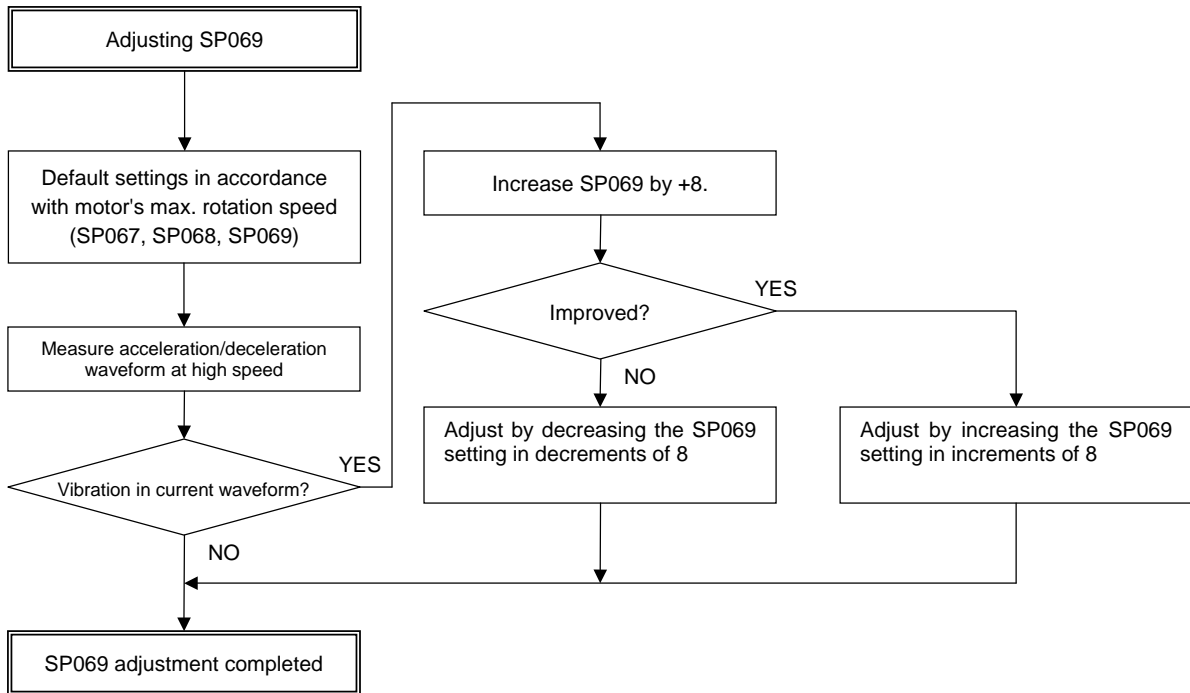 Adjusting SP069
Default settings in accordance
with motor's max. rotation speed
(SP067, SP068, SP069)
Measure acceleration/deceleration
waveform at high speed
Vibration in current waveform?
YES
NO
Increase SP069 by +8.
Improved?
YES
NO
Adjust by decreasing the SP069
setting in decrements of 8
Adjust by increasing the SP069
setting in increments of 8
SP069 adjustment completed